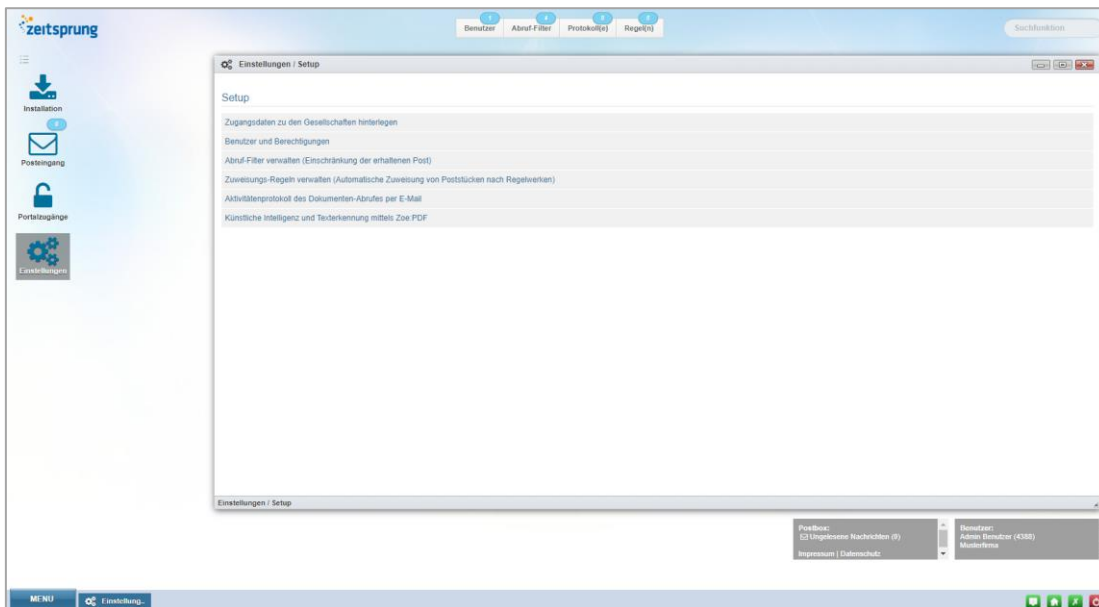 zeitsprung
Benutzer
Abruf-Filter
Protokoll(e)
Regel(n)
Suchfunktion
Installation
Posteingang
Portalzugänge
Einstellungen
Einstellungen / Setup
Setup
Zugangsdaten zu den Gesellschaften hinterlegen
Benutzer und Berechtigungen
Abruf-Filter verwalten (Einschränkung der erhaltenen Post)
Zuweisungs-Regeln verwalten (Automatische Zuweisung von Poststücken nach Regelwerken)
Aktivitätenprotokoll des Dokumenten-Abrufes per E-Mail
Künstliche Intelligenz und Texterkennung mittels Zoe:PDF
Einstellungen / Setup
Postbox:
Ungelesene Nachrichten
Impressum | Datenschutz
Benutzer:
Admin Benutzer (4388)
Musterfirma
MENU
Einstellung..